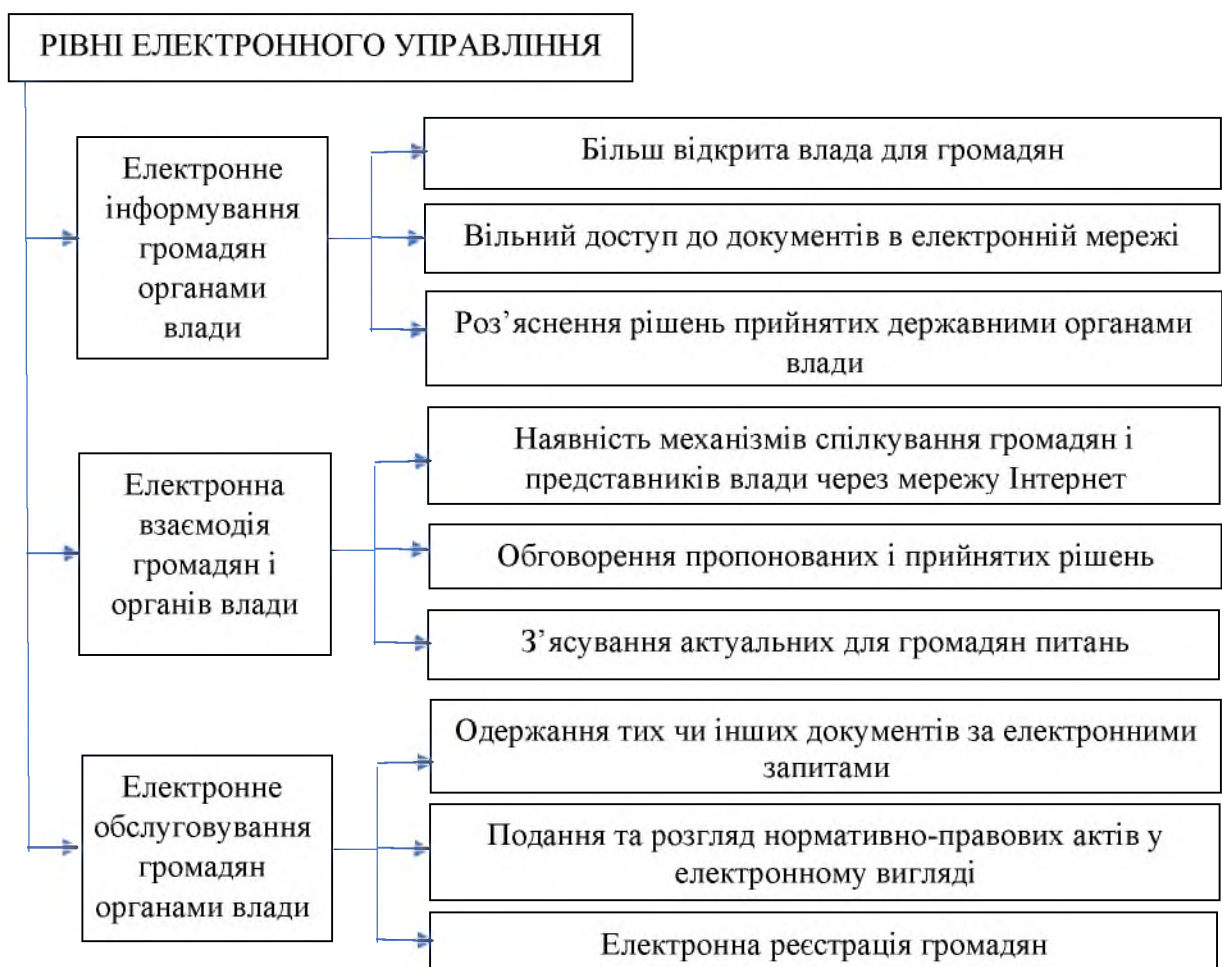 РІВНІ ЕЛЕКТРОННОГО УПРАВЛІННЯ
Електронне
інформування
громадян
органами
влади
Більш відкрита влада для громадян
Вільний доступ до документів в електронній мережі
Роз’яснення рішень прийнятих державними органами
влади
Електронна
взаємодія
громадян і
органів влади
Наявність механізмів спілкування громадян і
представників влади через мережу Інтернет
Обговорення пропонованих і прийнятих рішень
З’ясування актуальних для громадян питань
Електронне
обслуговування
громадян
органами влади
Одержання тих чи інших документів за електронними
запитами
Подання та розгляд нормативно-правових актів у
електронному вигляді
Електронна реєстрація громадян